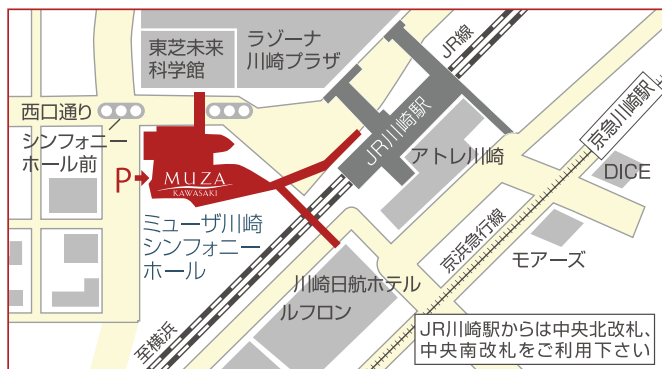 東芝未来
科学館
ラゾーナ
川崎プラザ
JR線
西口通り
シンフォニー
ホール前
JR川崎駅
京急川崎駅
アトレ川崎
DICE
P
MUZA
KAWASAKI
ミューザ川崎
シンフォニー
ホール
京浜急行線
モアーズ
川崎日航ホテル
ルフロン
至横浜
JR川崎駅からは中央北改札、
中央南改札をご利用下さい